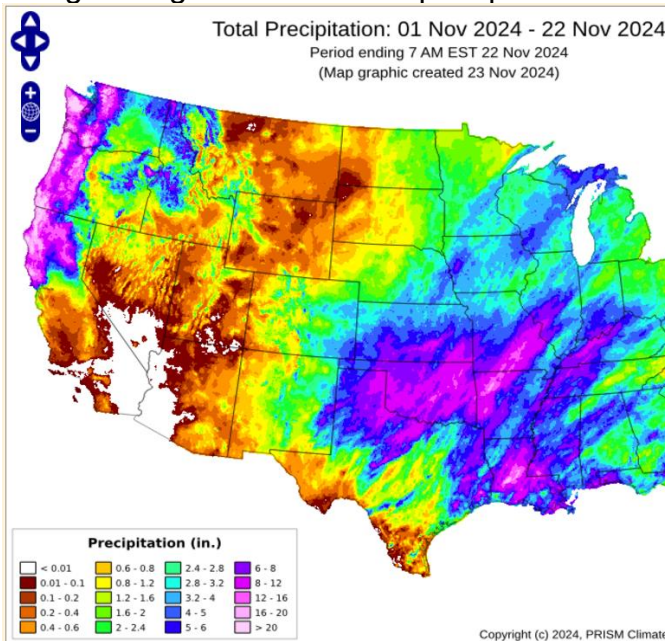 Total Precipitation: 01 Nov 2024 - 22 Nov 2024
Period ending 7 AM EST 22 Nov 2024
(Map graphic created 23 Nov 2024)
Precipitation (in.)
< 0.01
0.01 - 0.1
0.1 - 0.2
0.2 - 0.4
0.4 - 0.6
0.6 - 0.8
0.8 - 1.2
1.2 - 1.6
1.6 - 2
2 - 2.4
2.4 - 2.8
2.8 - 3.2
3.2 - 4
4 - 5
5 - 6
6 - 8
8 - 12
12 - 16
16 - 20
> 20
Copyright (c) 2024, PRISM Climate